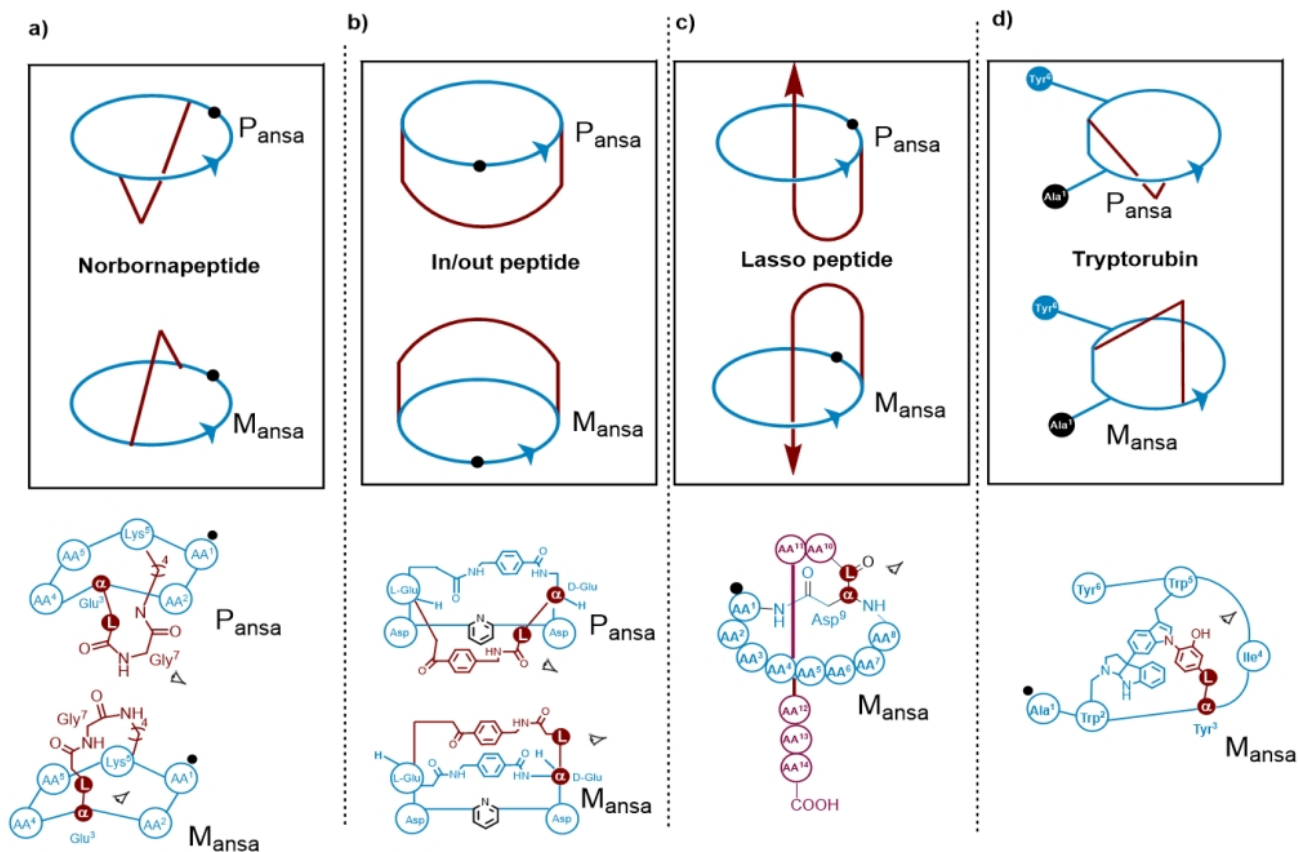 a)
b)
c)
d)
Pansa
Norbornapeptide
Mansa
Pansa
In/out peptide
Mansa
Pansa
Lasso peptide
Mansa
Tyr6
Ala1
Pansa
Tryptorubin
Tyr6
Ala1
Mansa
Lys5
AA5
AA1
α
AA4
Glu3
AA2
4
L
N
O
O
N
H
Gly7
Pansa
O
NH
Gly7
4
O
NH
Lys5
AA5
AA1
L
AA4
α
AA2
Glu3
Mansa
O
NH
O
HN
D-Glu
L-Glu
H
O
α
H
N
Asp
L
Asp
Pansa
HN
O
O
O
HN
O
L
H
O
H
L-Glu
O
NH
HN
α
D-Glu
N
Asp
Asp
Mansa
AA11
AA10
L
O
O
α
AA1
N
H
Asp9
NH
AA2
AA8
AA3
AA4
AA5
AA6
AA7
Mansa
AA12
AA13
AA14
COOH
Tyr6
Trp5
OH
N
Ile4
N
N
H
L
Ala1
Trp2
α
Tyr3
Mansa